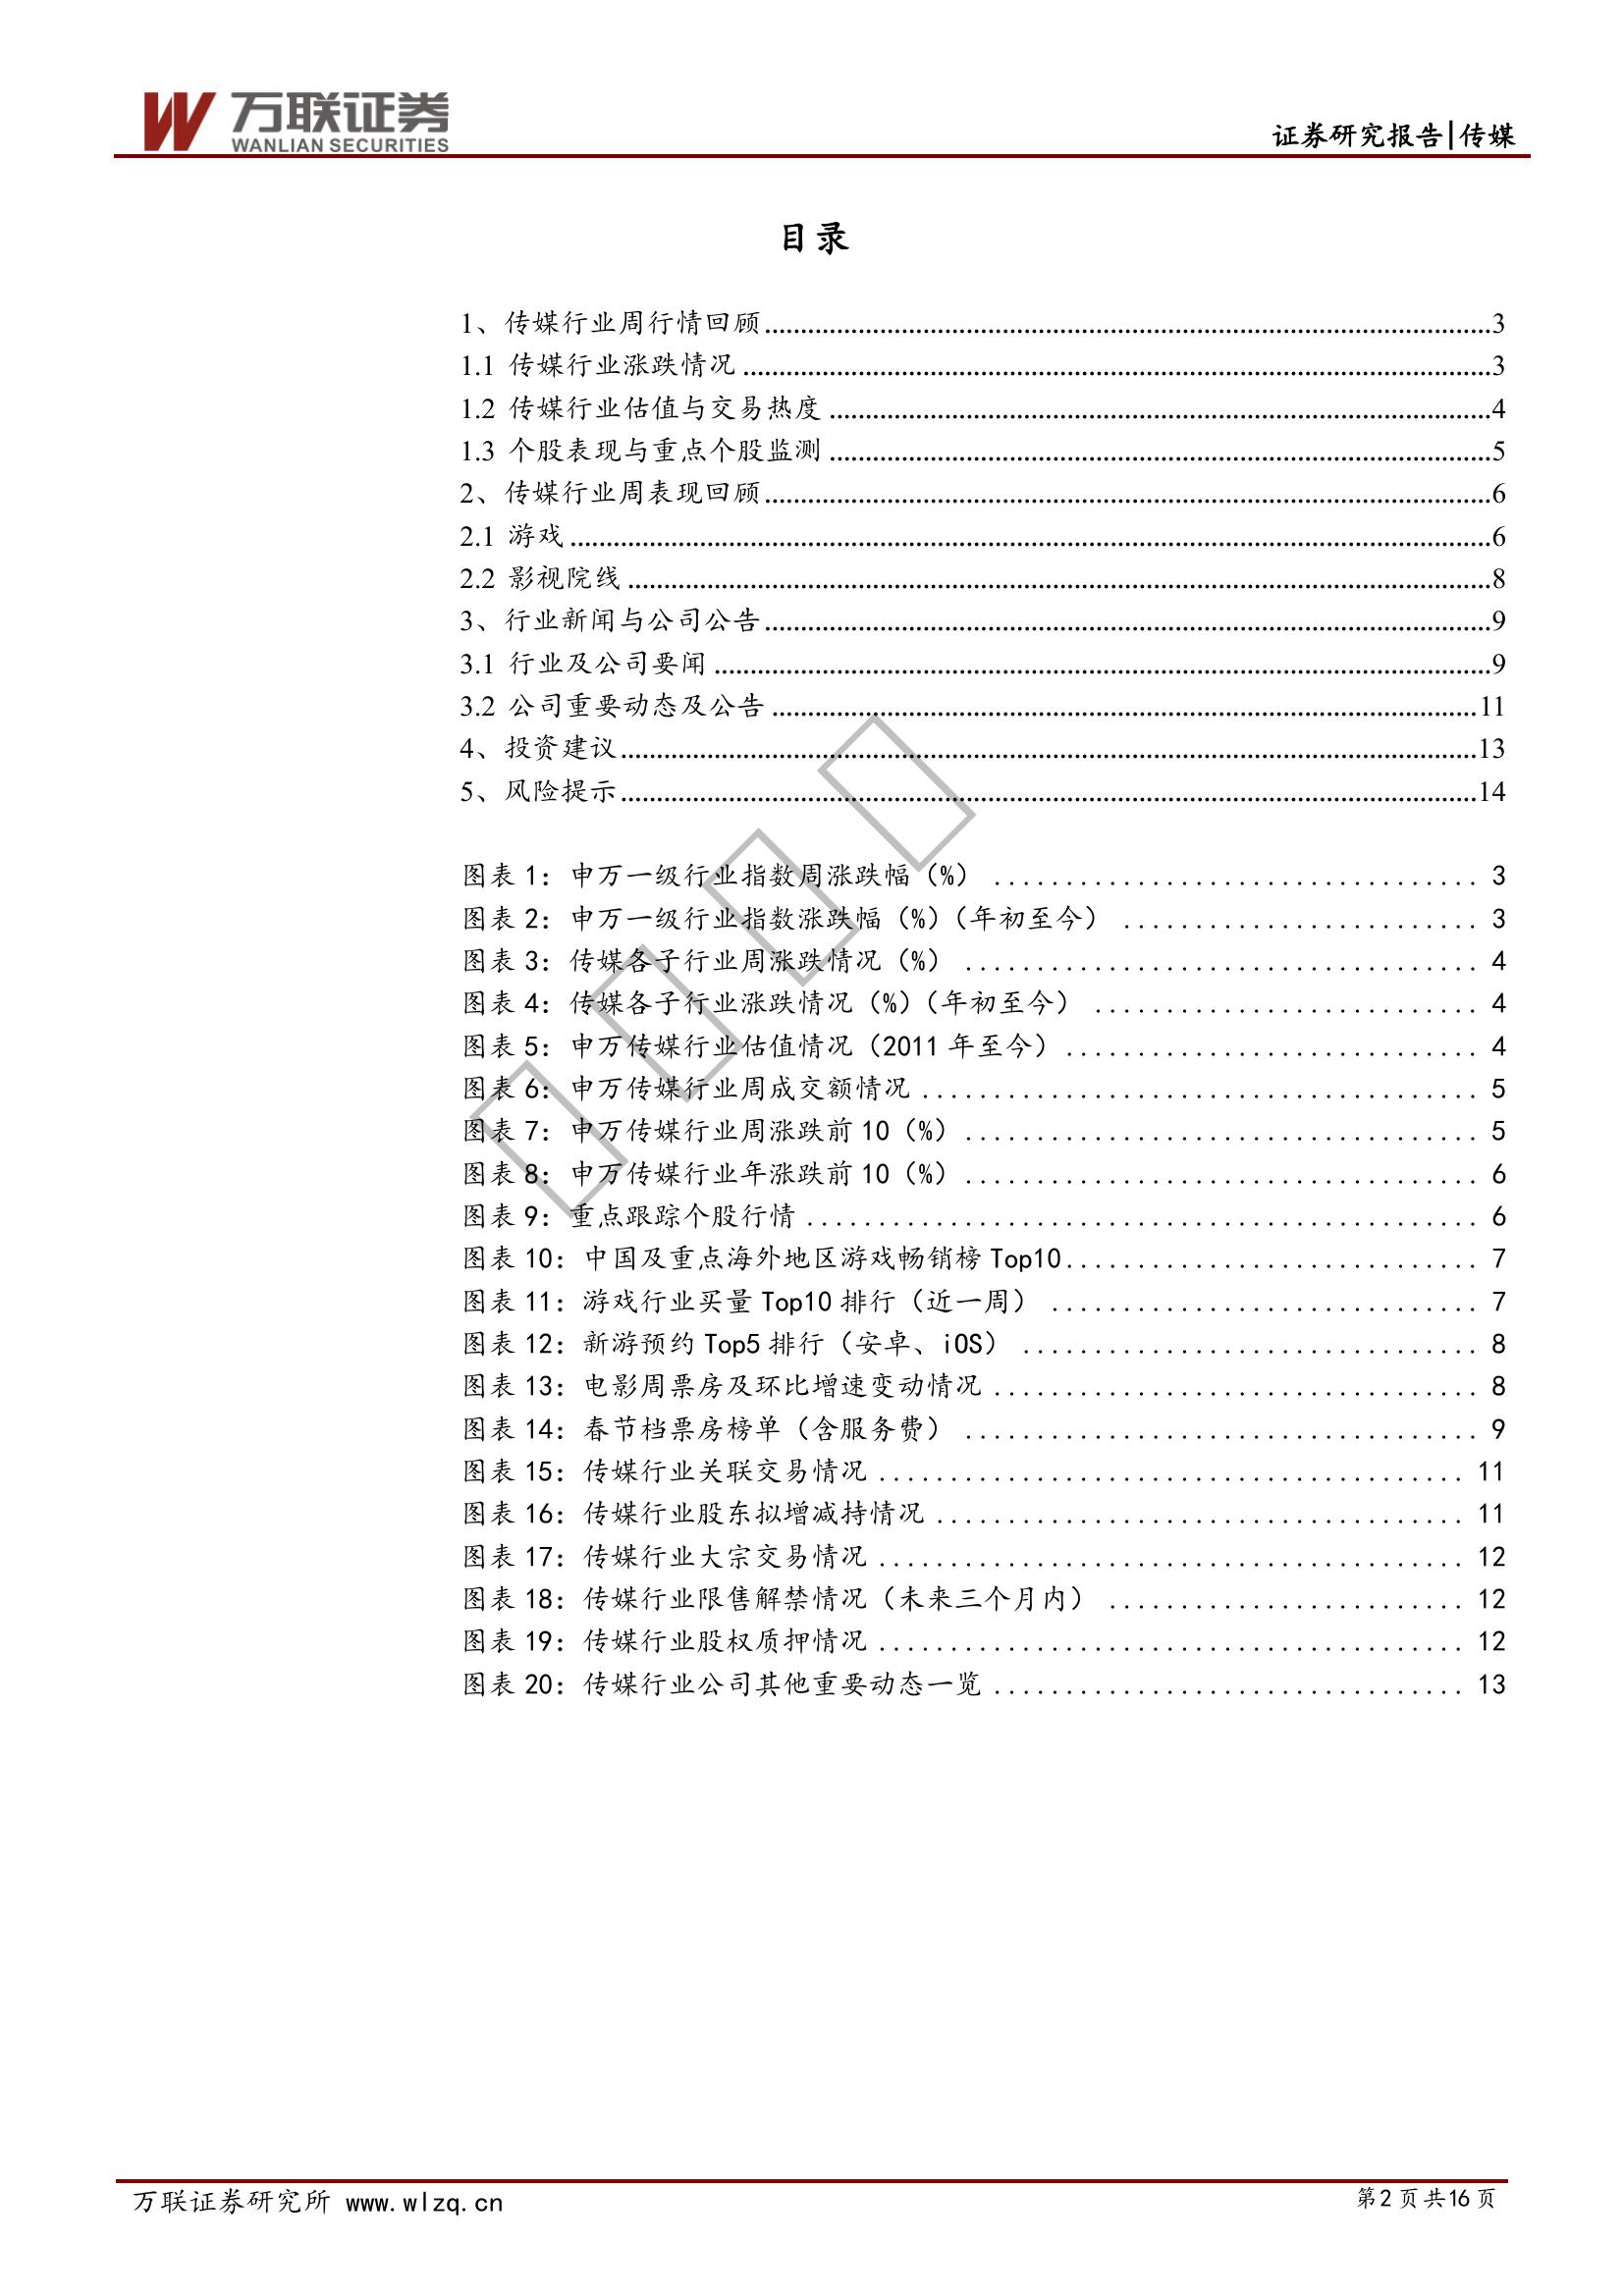 万联证券
WANLIAN SECURITIES
证券研究报告|传媒
目录
1、传媒行业周行情回顾...3
1.1 传媒行业涨跌情况...3
1.2 传媒行业估值与交易热度...4
1.3 个股表现与重点个股监测...5
2、传媒行业周表现回顾...6
2.1 游戏...6
2.2 影视院线...8
3、行业新闻与公司公告...9
3.1 行业及公司要闻...9
3.2 公司重要动态及公告...11
4、投资建议...13
5、风险提示...14
图表 1：申万一级行业指数周涨跌幅（%）...3
图表 2：申万一级行业指数涨跌幅（%）（年初至今）...3
图表 3：传媒各子行业周涨跌情况（%）...4
图表 4：传媒各子行业涨跌情况（%）（年初至今）...4
图表 5：申万传媒行业估值情况（2011 年至今）...4
图表 6：申万传媒行业周成交额情况...5
图表 7：申万传媒行业周涨跌前 10（%）...5
图表 8：申万传媒行业年涨跌前 10（%）...6
图表 9：重点跟踪个股行情...6
图表 10：中国及重点海外地区游戏畅销榜 Top10...7
图表 11：游戏行业买量 Top10 排行（近一周）...7
图表 12：新游预约 Top5 排行（安卓、iOS）...8
图表 13：电影周票房及环比增速变动情况...8
图表 14：春节档票房榜单（含服务费）...9
图表 15：传媒行业关联交易情况...11
图表 16：传媒行业股东拟增减持情况...11
图表 17：传媒行业大宗交易情况...12
图表 18：传媒行业限售解禁情况（未来三个月内）...12
图表 19：传媒行业股权质押情况...12
图表 20：传媒行业公司其他重要动态一览...13
万联证券研究所 www.wlzq.cn
第 2 页 共 16 页